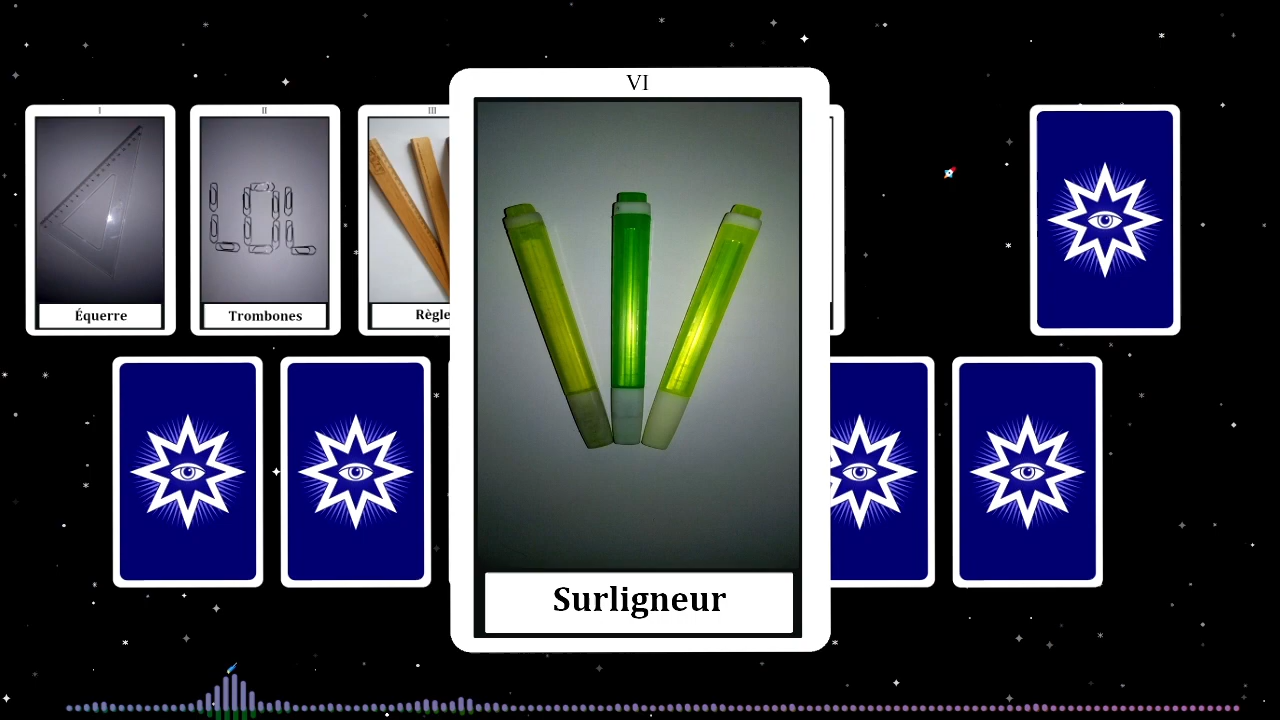 I
II
III
VI
Équerre
Trombones
Règle
Surligneur